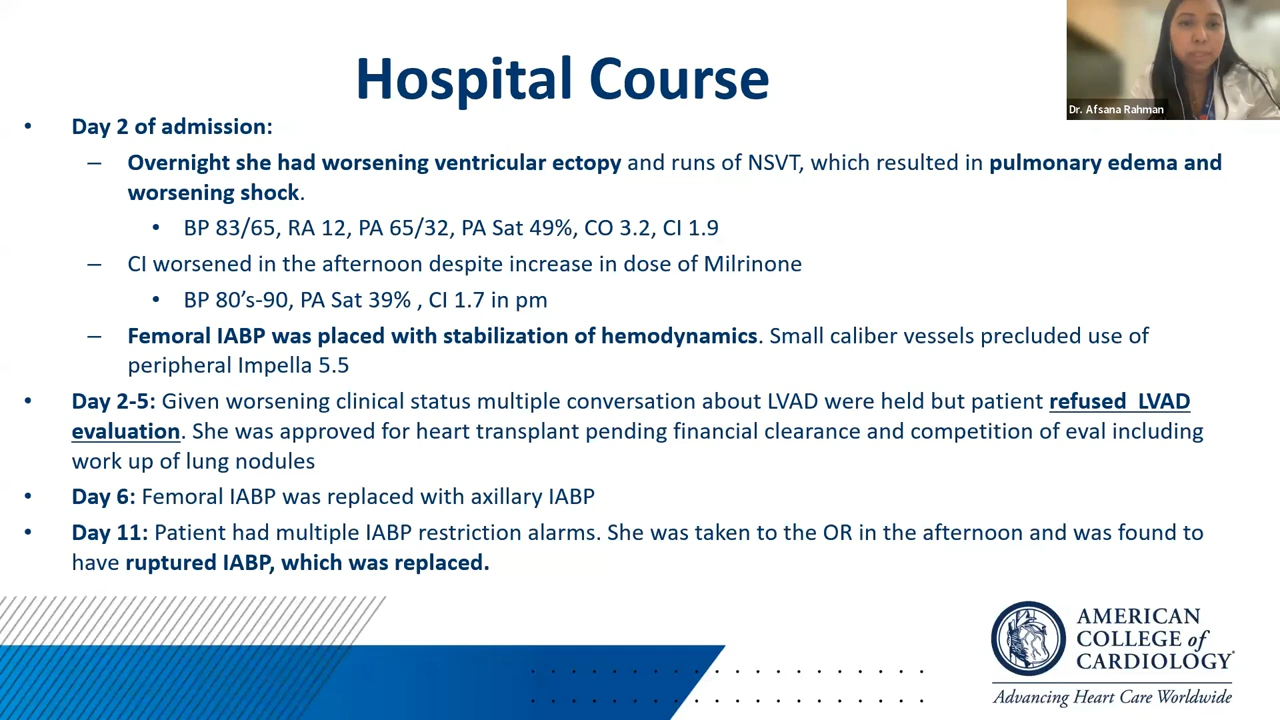 Hospital Course
Dr. Afsana Rahman
• Day 2 of admission:
– Overnight she had worsening ventricular ectopy and runs of NSVT, which resulted in pulmonary edema and
worsening shock.
• BP 83/65, RA 12, PA 65/32, PA Sat 49%, CO 3.2, CI 1.9
– CI worsened in the afternoon despite increase in dose of Milrinone
• BP 80’s-90, PA Sat 39% , CI 1.7 in pm
– Femoral IABP was placed with stabilization of hemodynamics. Small caliber vessels precluded use of
peripheral Impella 5.5
• Day 2-5: Given worsening clinical status multiple conversation about LVAD were held but patient refused LVAD
evaluation. She was approved for heart transplant pending financial clearance and competition of eval including
work up of lung nodules
• Day 6: Femoral IABP was replaced with axillary IABP
• Day 11: Patient had multiple IABP restriction alarms. She was taken to the OR in the afternoon and was found to
have ruptured IABP, which was replaced.
AMERICAN
COLLEGE of
CARDIOLOGY
Advancing Heart Care Worldwide